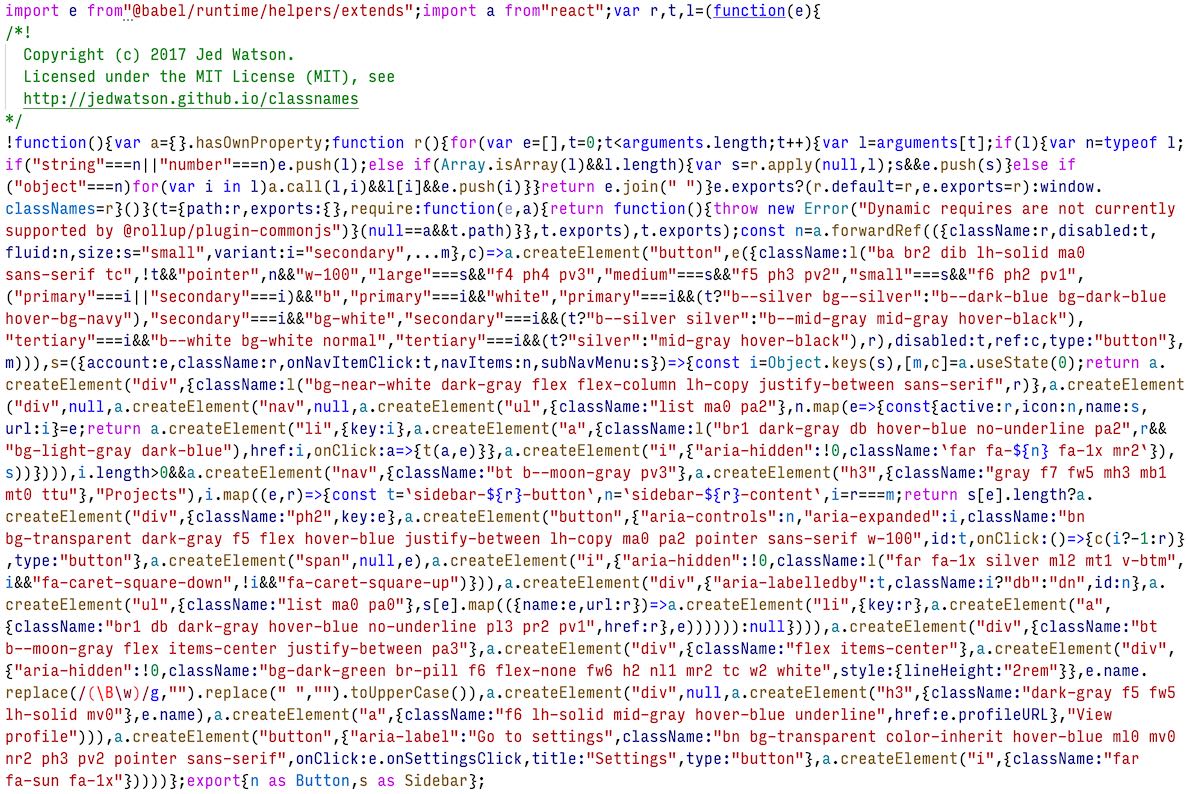 import e from"@babel/runtime/helpers/extends";import a from"react";var r,t,l=(function(e){
/*!
Copyright (c) 2017 Jed Watson.
Licensed under the MIT License (MIT), see
http://jedwatson.github.io/classnames
*/
!function(){var a={}.hasOwnProperty;function r(){for(var e=[],t=0;t<arguments.length;t++){var l=arguments[t];if(l){var n=typeof l;
if("string"===n||"number"===n)e.push(l);else if(Array.isArray(l)&&l.length){var s=r.apply(null,l);s&&e.push(s)}else if
("object"===n)for(var i in l)a.call(l,i)&&l[i]&&e.push(i)}}return e.join(" ")}e.exports?(r.default=r,e.exports=r):window.
classNames=r}()}(t={path:r,exports:{},require:function(e,a){return function(){throw new Error("Dynamic requires are not currently
supported by @rollup/plugin-commonjs")}(null==a&&t.path)}},t.exports),t.exports);const n=a.forwardRef(({className:r,disabled:t,
fluid:n,size:s="small",variant:i="secondary",...m},c)=>a.createElement("button",e({className:l("ba br2 dib lh-solid ma0
sans-serif tc",!t&&"pointer",n&&"w-100","large"===s&&"f4 ph4 pv3","medium"===s&&"f5 ph3 pv2","small"===s&&"f6 ph2 pv1",
("primary"===i||"secondary"===i)&&"b","primary"===i&&"white","primary"===i&&(t?"b--silver bg--silver":"b--dark-blue bg-dark-blue
hover-bg-navy"),"secondary"===i&&"bg-white","secondary"===i&&(t?"b--silver silver":"b--mid-gray mid-gray hover-black"),
"tertiary"===i&&"b--white bg-white normal","tertiary"===i&&(t?"silver":"mid-gray hover-black"),r),disabled:t,ref:c,type:"button"},
m))),s=({account:e,className:r,onNavItemClick:t,navItems:n,subNavMenu:s})=>{const i=Object.keys(s),[m,c]=a.useState(0);return a.
createElement("div",{className:l("bg-near-white dark-gray flex flex-column lh-copy justify-between sans-serif",r)},a.createElement
("div",null,a.createElement("nav",null,a.createElement("ul",{className:"list ma0 pa2"},n.map(e=>{const{active:r,icon:n,name:s,
url:i}=e;return a.createElement("li",{key:i},a.createElement("a",{className:l("br1 dark-gray db hover-blue no-underline pa2",r&&
"bg-light-gray dark-blue"),href:i,onClick:a=>{t(a,e)}},a.createElement("i",{"aria-hidden":!0,className:`far fa-${n} fa-1x mr2`}),
s))}))),i.length>0&&a.createElement("nav",{className:"bt b--moon-gray pv3"},a.createElement("h3",{className:"gray f7 fw5 mh3 mb1
mt0 ttu"},"Projects"),i.map((e,r)=>{const t=`sidebar-${r}-button`,n=`sidebar-${r}-content`,i=r===m;return s[e].length?a.
createElement("div",{className:"ph2",key:e},a.createElement("button",{"aria-controls":n,"aria-expanded":i,className:"bn
bg-transparent dark-gray f5 flex hover-blue justify-between lh-copy ma0 pa2 pointer sans-serif w-100",id:t,onClick:()=>{c(i?-1:r)}
,type:"button"},a.createElement("span",null,e),a.createElement("i",{"aria-hidden":!0,className:l("far fa-1x silver ml2 mt1 v-btm",
i&&"fa-caret-square-down",!i&&"fa-caret-square-up")})),a.createElement("div",{"aria-labelledby":t,className:i?"db":"dn",id:n},a.
createElement("ul",{className:"list ma0 pa0"},s[e].map(({name:e,url:r})=>a.createElement("li",{key:r},a.createElement("a",
{className:"br1 db dark-gray hover-blue no-underline pl3 pr2 pv1",href:r},e)))))):null}))),a.createElement("div",{className:"bt
b--moon-gray flex items-center justify-between pa3"},a.createElement("div",{className:"flex items-center"},a.createElement("div",
{"aria-hidden":!0,className:"bg-dark-green br-pill f6 flex-none fw6 h2 nl1 mr2 tc w2 white",style:{lineHeight:"2rem"}},e.name.
replace(/(\B\w)/g,"").replace(" ","").toUpperCase()),a.createElement("div",null,a.createElement("h3",{className:"dark-gray f5 fw5
lh-solid mv0"},e.name),a.createElement("a",{className:"f6 lh-solid mid-gray hover-blue underline",href:e.profileURL},"View
profile"))),a.createElement("button",{"aria-label":"Go to settings",className:"bn bg-transparent color-inherit hover-blue ml0 mv0
nr2 ph3 pv2 pointer sans-serif",onClick:e.onSettingsClick,title:"Settings",type:"button"},a.createElement("i",{className:"far
fa-sun fa-1x"}))))};export{n as Button,s as Sidebar};